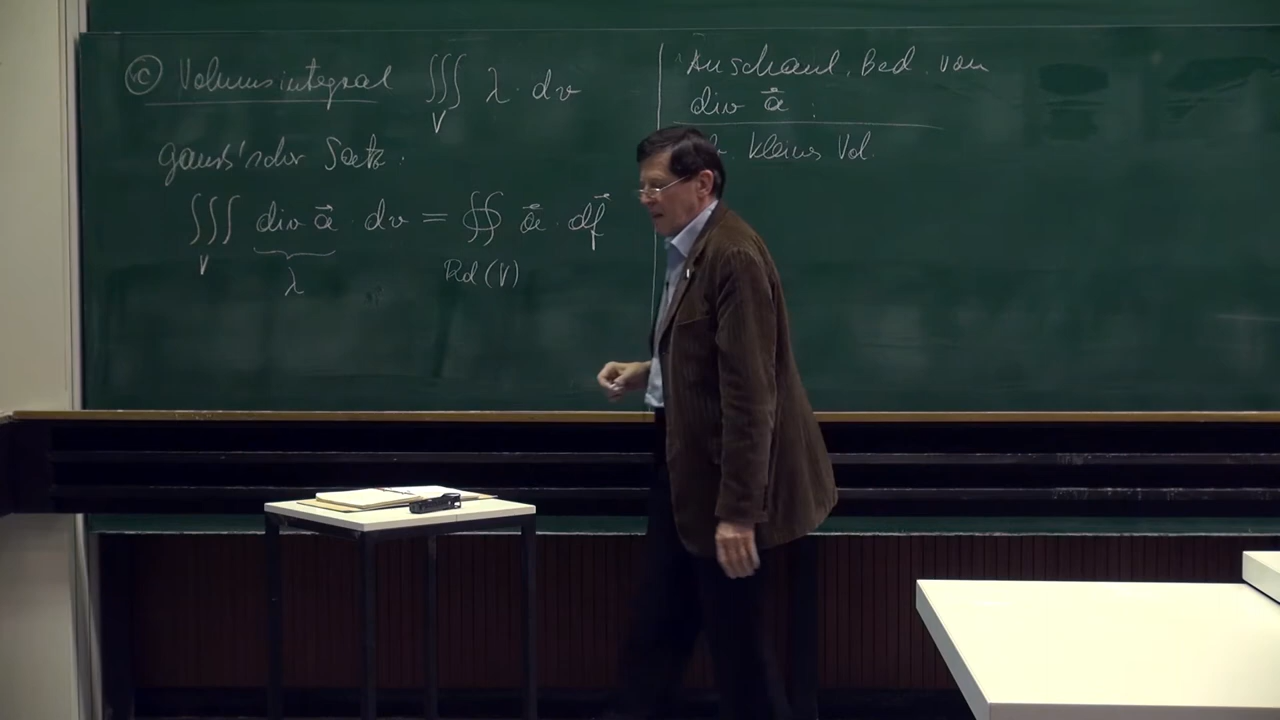 ⓒ Volumsintegral ∭ λ · dv
V
gauß'scher Satz:
∭ div a⃗ · dv = ∯ a⃗ · df⃗
V λ Rd(V)
Anschaul. Bed. von
div a⃗ :
kleines Vol.